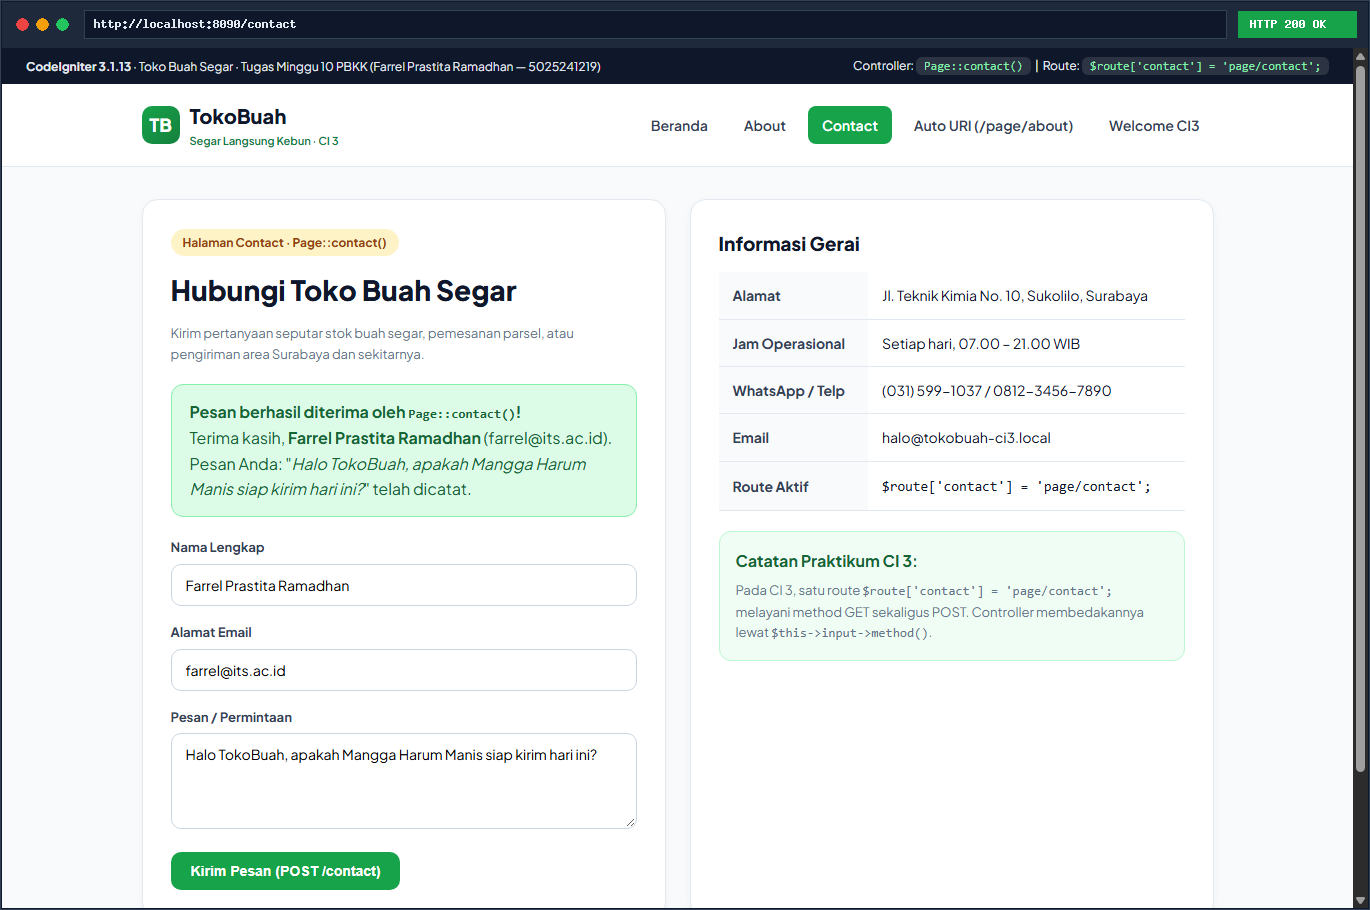 http://localhost:8090/contact
HTTP 200 OK
CodeIgniter 3.1.13 · Toko Buah Segar · Tugas Minggu 10 PBKK (Farrel Prastita Ramadhan — 5025241219)
Controller: Page::contact() | Route: $route['contact'] = 'page/contact';
TB
TokoBuah
Segar Langsung Kebun · CI 3
Beranda
About
Contact
Auto URI (/page/about)
Welcome CI3
Halaman Contact · Page::contact()
Hubungi Toko Buah Segar
Kirim pertanyaan seputar stok buah segar, pemesanan parsel, atau
pengiriman area Surabaya dan sekitarnya.
Pesan berhasil diterima oleh Page::contact()!
Terima kasih, Farrel Prastita Ramadhan (farrel@its.ac.id).
Pesan Anda: "Halo TokoBuah, apakah Mangga Harum
Manis siap kirim hari ini?" telah dicatat.
Nama Lengkap
Farrel Prastita Ramadhan
Alamat Email
farrel@its.ac.id
Pesan / Permintaan
Halo TokoBuah, apakah Mangga Harum Manis siap kirim hari ini?
Kirim Pesan (POST /contact)
Informasi Gerai
Alamat
Jl. Teknik Kimia No. 10, Sukolilo, Surabaya
Jam Operasional
Setiap hari, 07.00 – 21.00 WIB
WhatsApp / Telp
(031) 599-1037 / 0812-3456-7890
Email
halo@tokobuah-ci3.local
Route Aktif
$route['contact'] = 'page/contact';
Catatan Praktikum CI 3:
Pada CI 3, satu route $route['contact'] = 'page/contact';
melayani method GET sekaligus POST. Controller membedakannya
lewat $this->input->method().